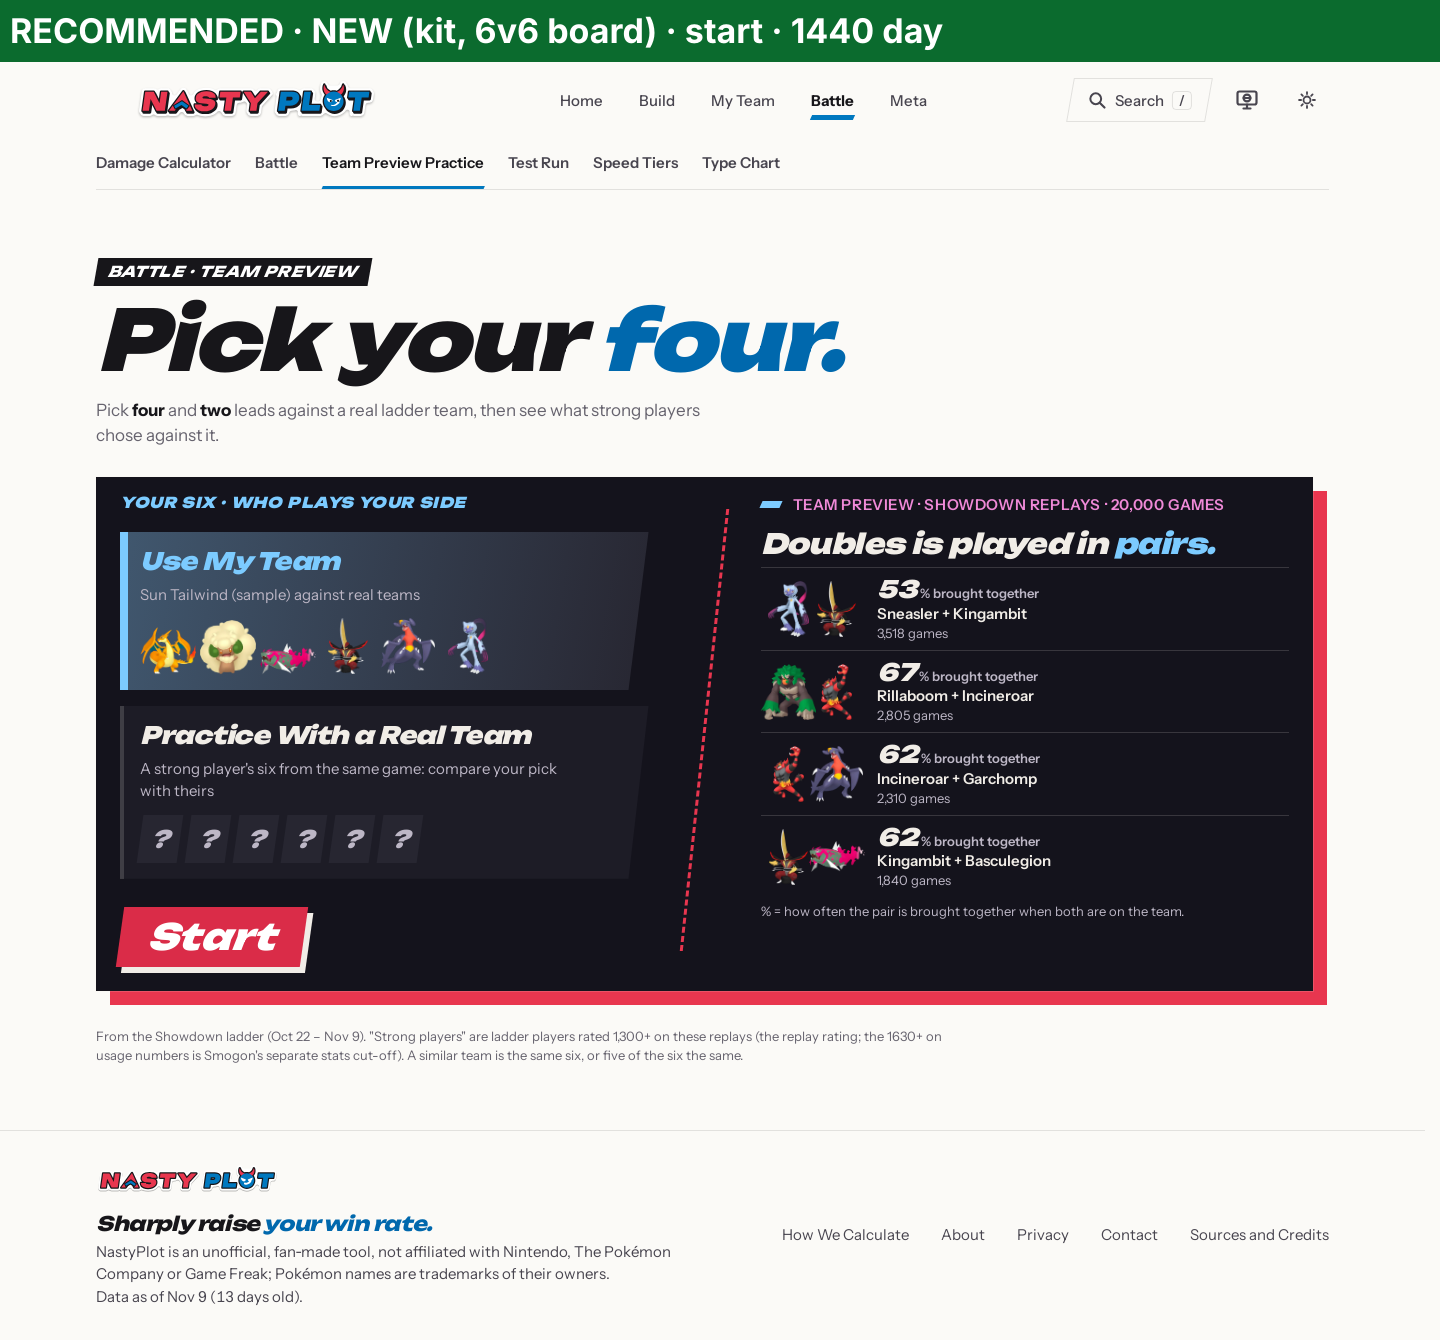 RECOMMENDED · NEW (kit, 6v6 board) · start · 1440 day
NASTY PLOT
Home
Build
My Team
Battle
Meta
Search /
Damage Calculator
Battle
Team Preview Practice
Test Run
Speed Tiers
Type Chart
BATTLE · TEAM PREVIEW
Pick your four.
Pick four and two leads against a real ladder team, then see what strong players
chose against it.
YOUR SIX · WHO PLAYS YOUR SIDE
Use My Team
Sun Tailwind (sample) against real teams
Practice With a Real Team
A strong player's six from the same game: compare your pick
with theirs
? ? ? ? ? ?
Start
TEAM PREVIEW · SHOWDOWN REPLAYS · 20,000 GAMES
Doubles is played in pairs.
53% brought together
Sneasler + Kingambit
3,518 games
67% brought together
Rillaboom + Incineroar
2,805 games
62% brought together
Incineroar + Garchomp
2,310 games
62% brought together
Kingambit + Basculegion
1,840 games
% = how often the pair is brought together when both are on the team.
From the Showdown ladder (Oct 22 – Nov 9). "Strong players" are ladder players rated 1,300+ on these replays (the replay rating; the 1630+ on
usage numbers is Smogon's separate stats cut-off). A similar team is the same six, or five of the six the same.
NASTY PLOT
Sharply raise your win rate.
NastyPlot is an unofficial, fan-made tool, not affiliated with Nintendo, The Pokémon
Company or Game Freak; Pokémon names are trademarks of their owners.
Data as of Nov 9 (13 days old).
How We Calculate
About
Privacy
Contact
Sources and Credits